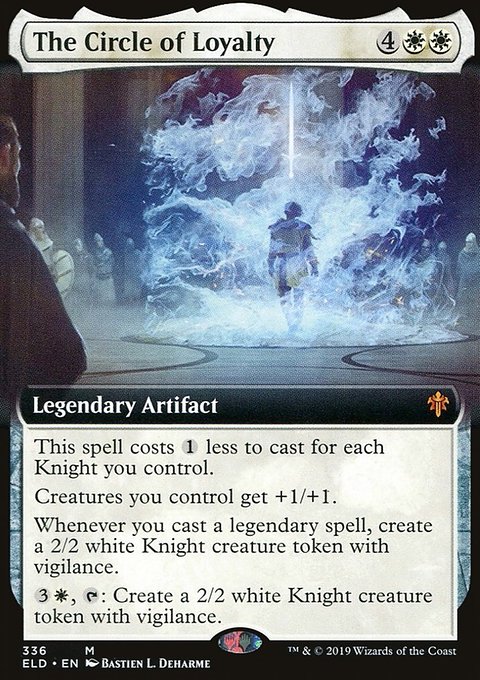 The Circle of Loyalty 4
Legendary Artifact
This spell costs 1 less to cast for each
Knight you control.
Creatures you control get +1/+1.
Whenever you cast a legendary spell, create
a 2/2 white Knight creature token with
vigilance.
3, : Create a 2/2 white Knight creature
token with vigilance.
336 M
ELD • EN Bastien L. Deharme
™ & © 2019 Wizards of the Coast